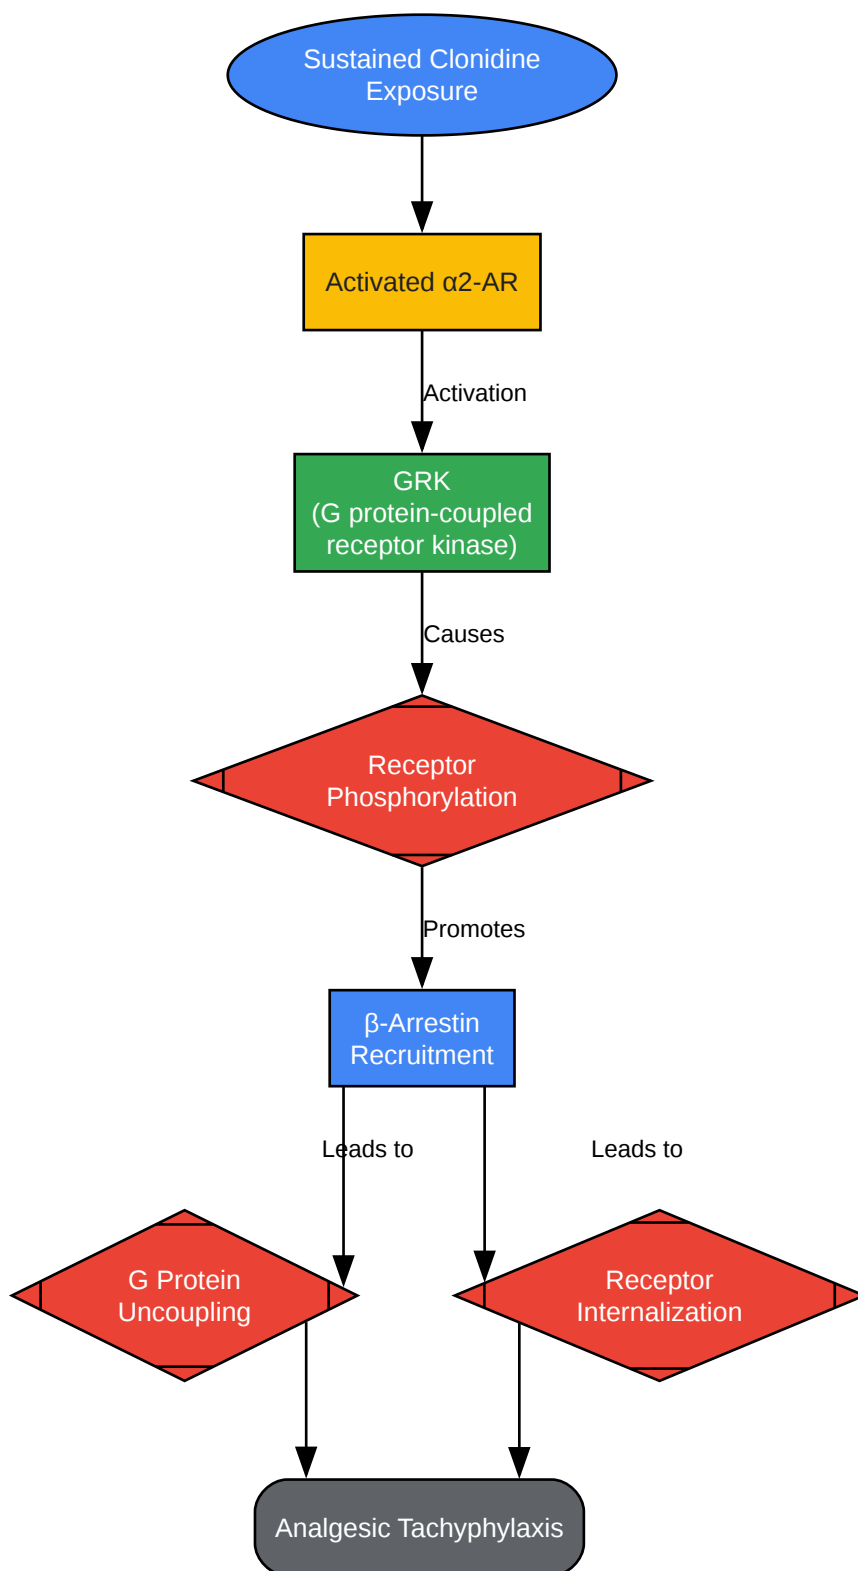 Sustained Clonidine
Exposure
Activated α2-AR
Activation
GRK
(G protein-coupled
receptor kinase)
Causes
Receptor
Phosphorylation
Promotes
β-Arrestin
Recruitment
Leads to
Leads to
G Protein
Uncoupling
Receptor
Internalization
Analgesic Tachyphylaxis